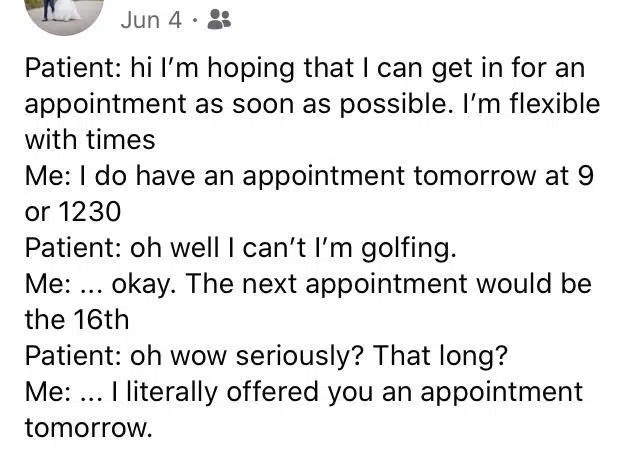 Jun 4 ·
Patient: hi I’m hoping that I can get in for an
appointment as soon as possible. I’m flexible
with times
Me: I do have an appointment tomorrow at 9
or 1230
Patient: oh well I can’t I’m golfing.
Me: ... okay. The next appointment would be
the 16th
Patient: oh wow seriously? That long?
Me: ... I literally offered you an appointment
tomorrow.